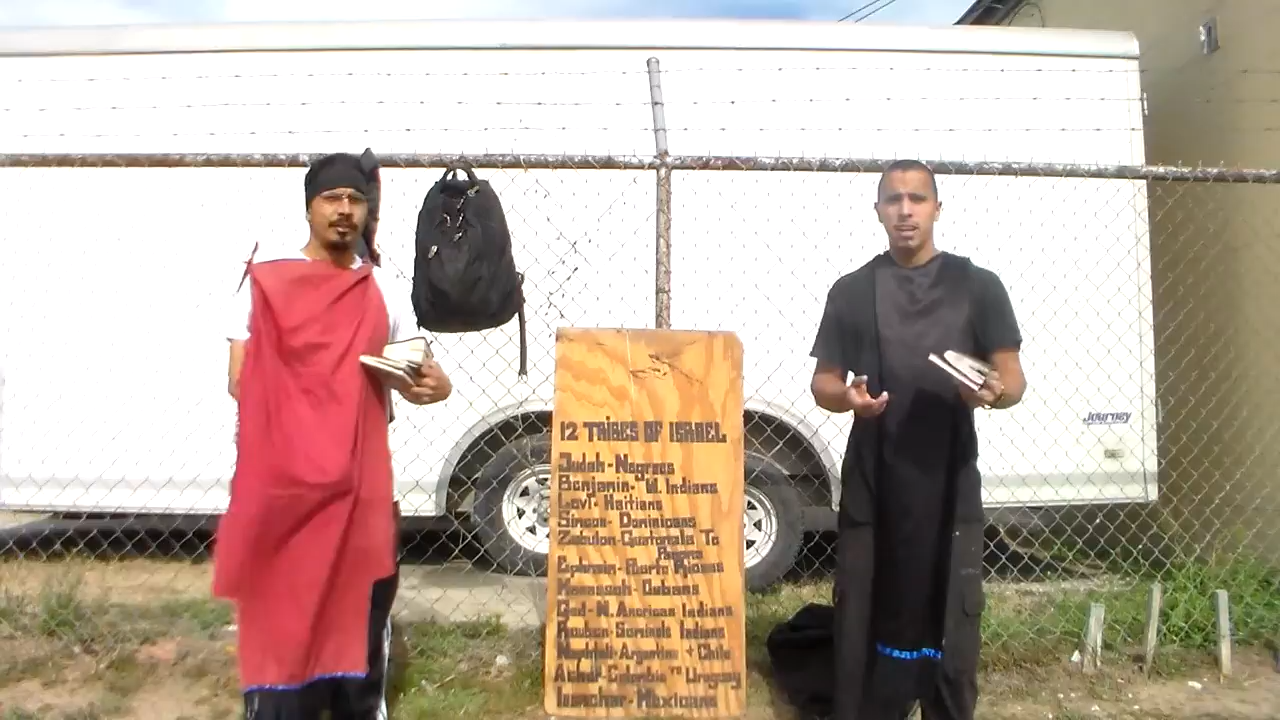 12 TRIBES OF ISRAEL
Judah-Negroes
Benjamin-W. Indians
Levi-Haitians
Simeon-Dominicans
Zebulon-Guatemala To
Panama
Ephraim-Puerto Ricans
Manasseh-Cubans
Gad-N. American Indians
Reuben-Seminole Indians
Naphtali-Argentina + Chile
Asher-Colombia To Uruguay
Issachar-Mexicans
Journey